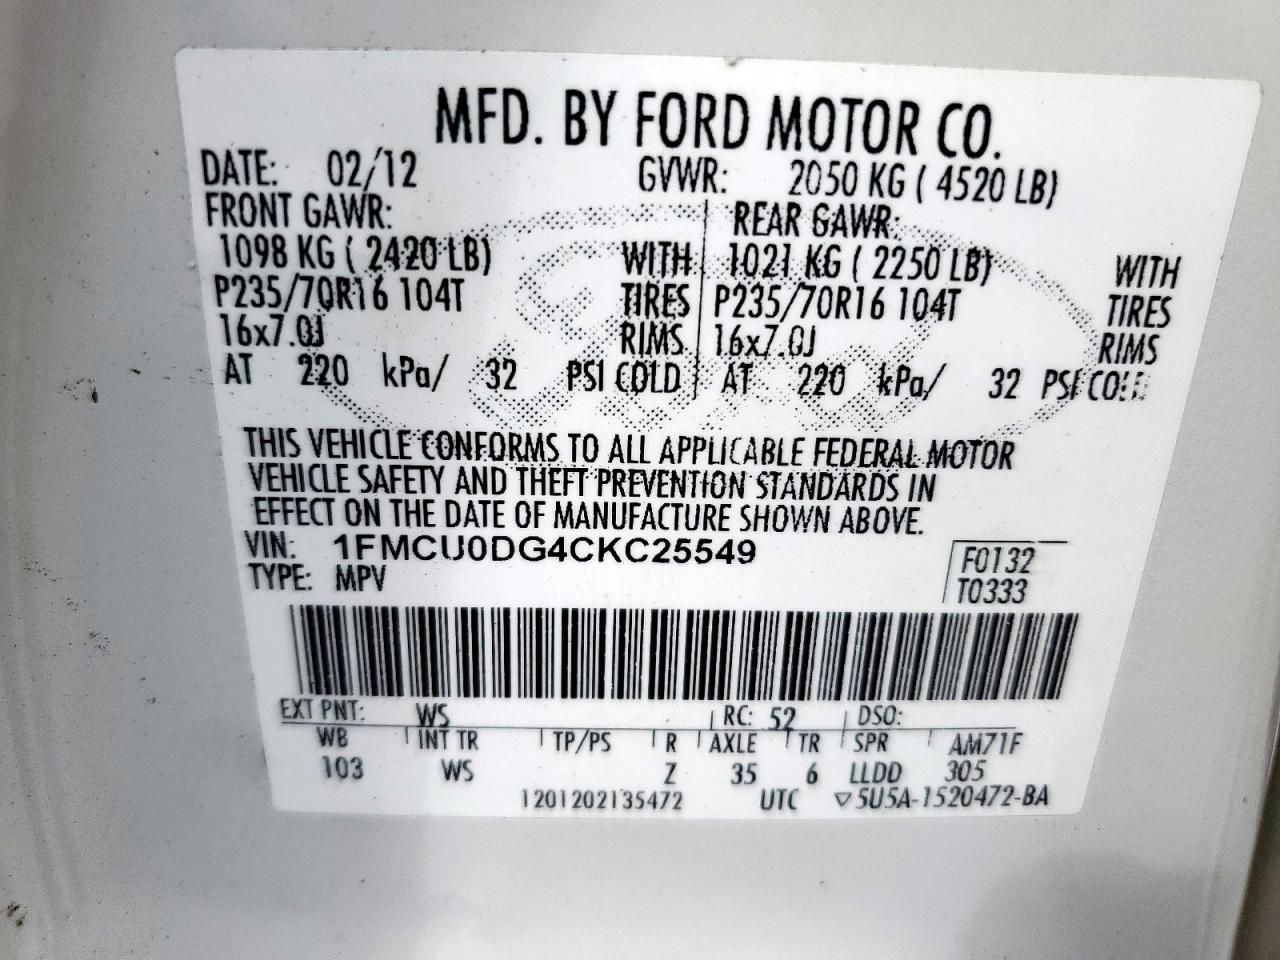 MFD. BY FORD MOTOR CO.
DATE: 02/12 GVWR: 2050 KG ( 4520 LB)
FRONT GAWR: REAR GAWR:
1098 KG ( 2420 LB) WITH 1021 KG ( 2250 LB) WITH
P235/70R16 104T TIRES P235/70R16 104T TIRES
16x7.0J RIMS 16x7.0J RIMS
AT 220 kPa/ 32 PSI COLD AT 220 kPa/ 32 PSI COLD
THIS VEHICLE CONFORMS TO ALL APPLICABLE FEDERAL MOTOR
VEHICLE SAFETY AND THEFT PREVENTION STANDARDS IN
EFFECT ON THE DATE OF MANUFACTURE SHOWN ABOVE.
VIN: 1FMCU0DG4CKC25549 F0132
TYPE: MPV T0333
EXT PNT: WS RC: 52 DSO:
WB INT TR TP/PS R AXLE TR SPR AM71F
103 WS Z 35 6 LLDD 305
1201202135472 UTC ▽5U5A-1520472-BA